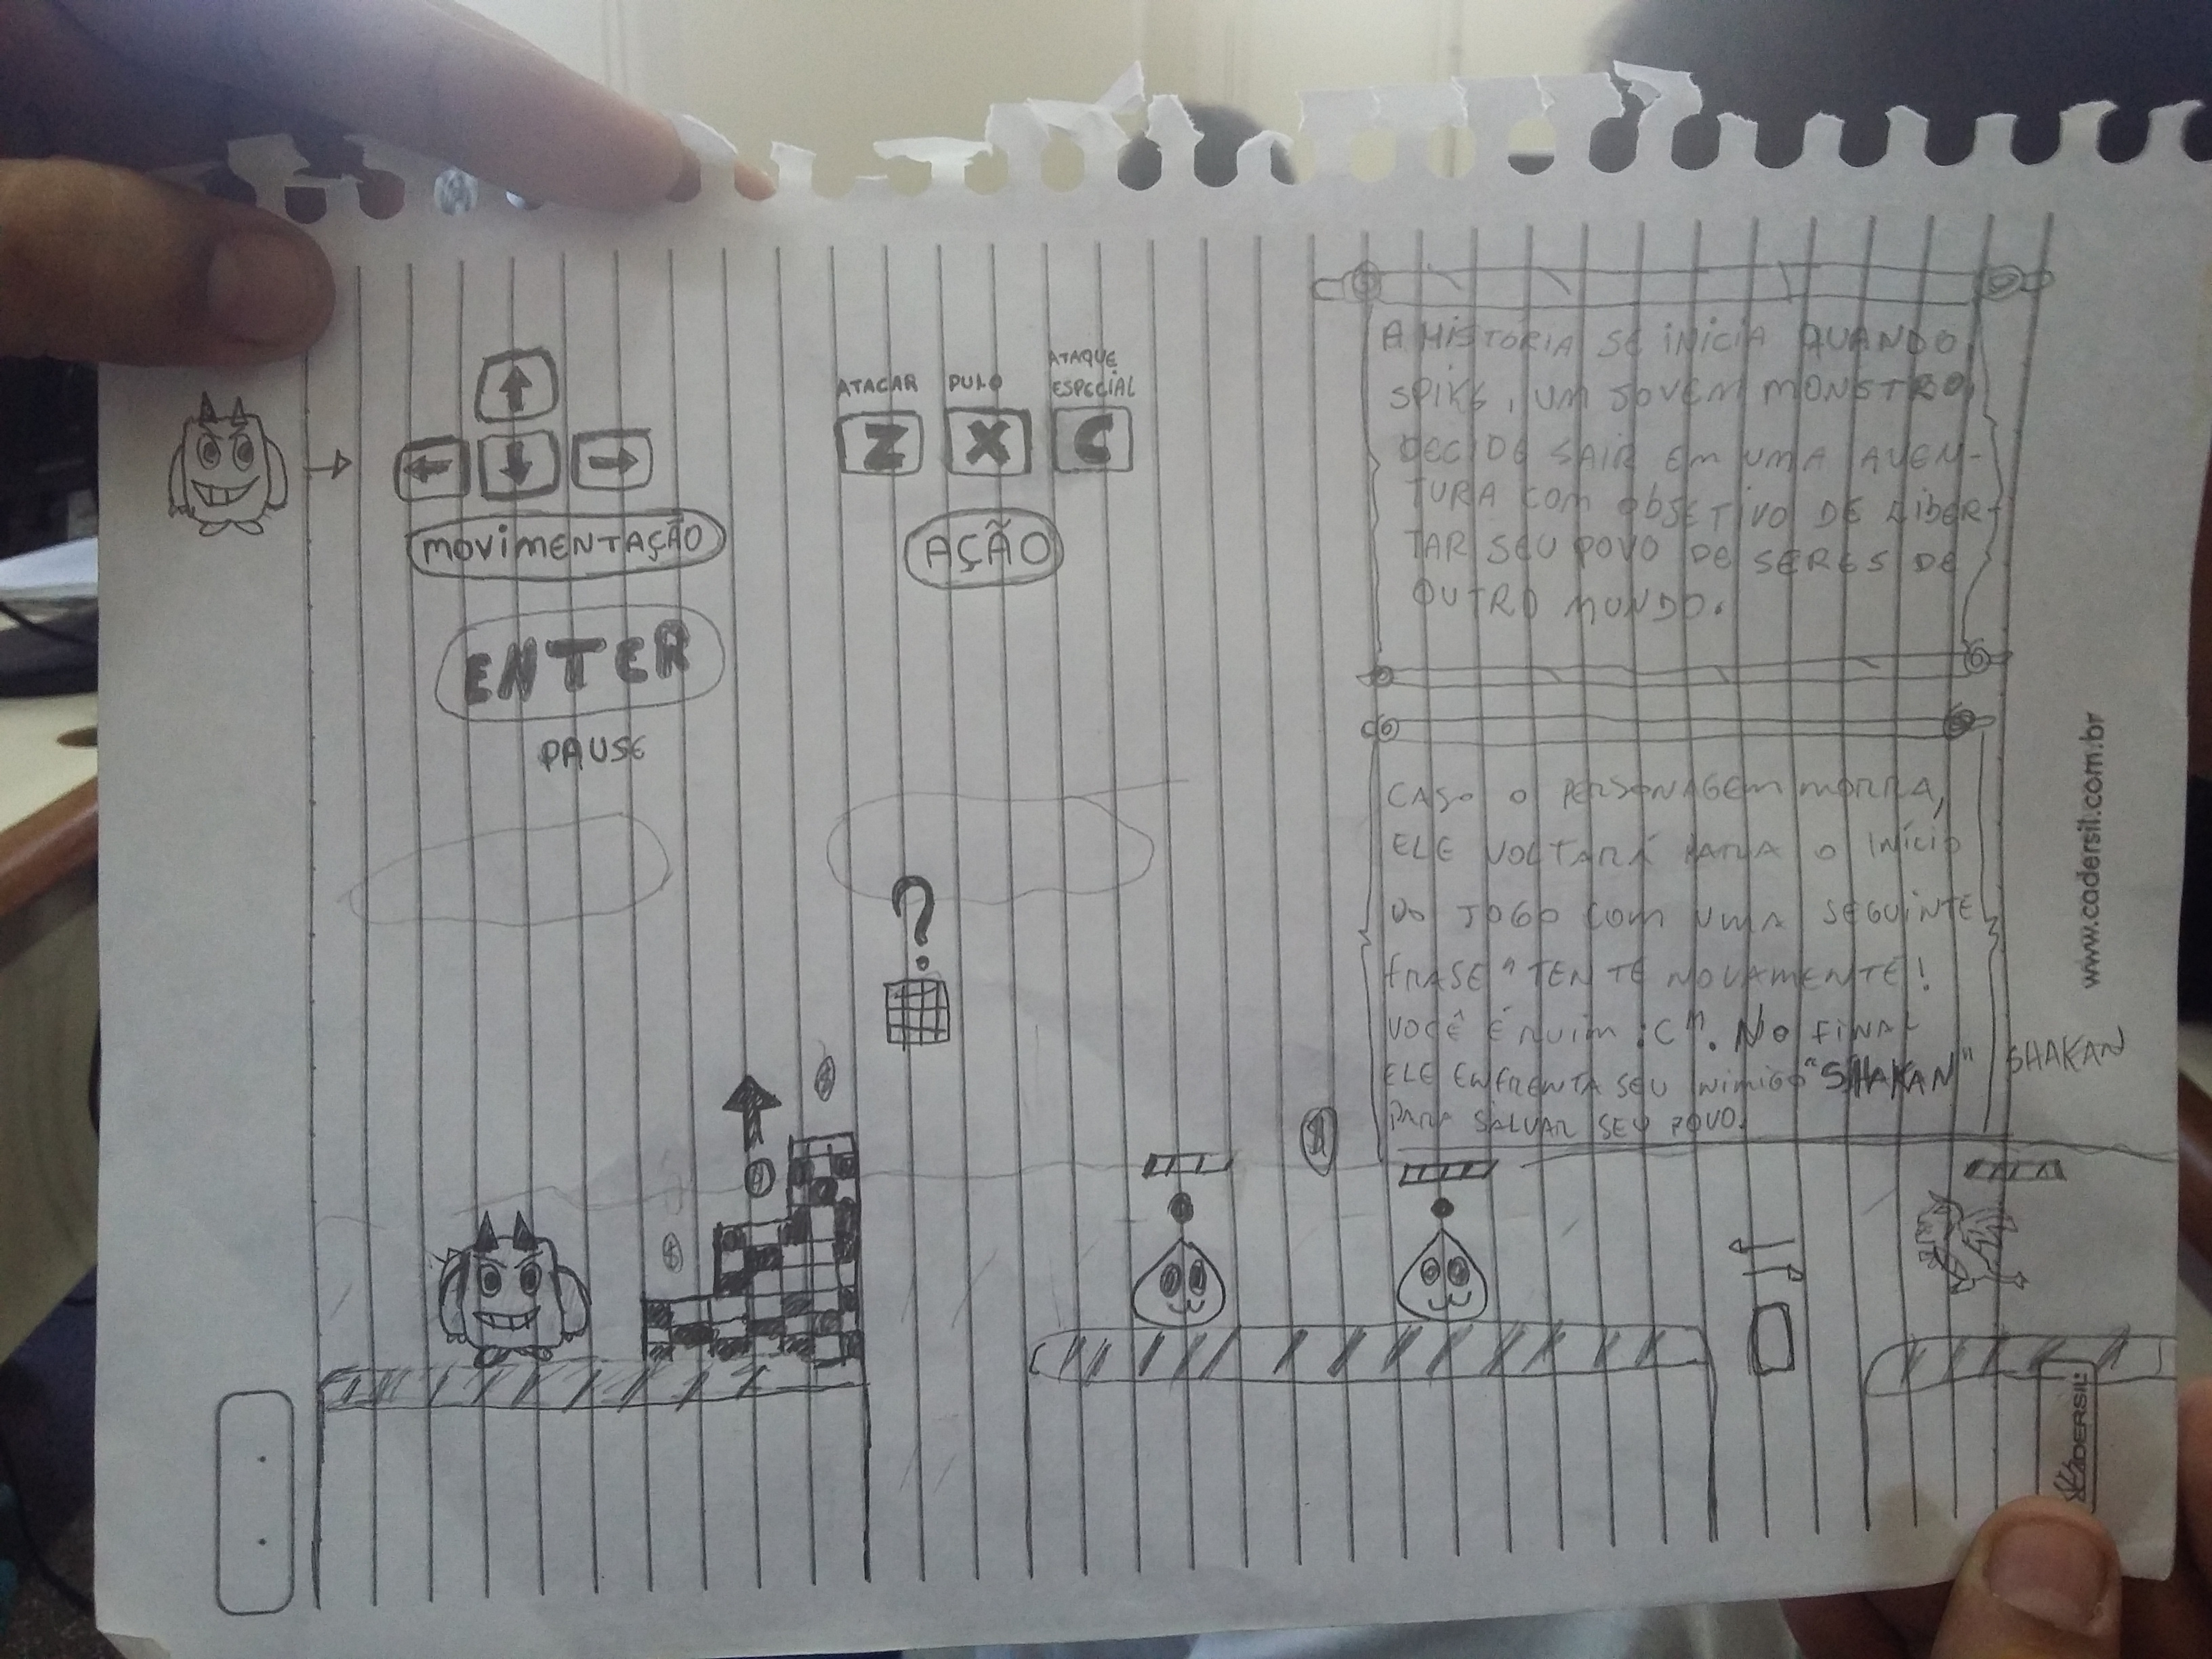 MOVIMENTAÇÃO
ENTER
PAUSE
ATACAR PULO ATAQUE ESPECIAL
Z X C
AÇÃO
A HISTÓRIA SE INICIA QUANDO
SPIKE, UM JOVEM MONSTRO,
DECIDE SAIR EM UMA AVEN-
TURA COM OBJETIVO DE LIBER-
TAR SEU POVO DE SERES DE
OUTRO MUNDO.
CASO O PERSONAGEM MORRA,
ELE VOLTARÁ PARA O INÍCIO
DO JOGO COM UMA SEGUINTE
FRASE "TENTE NOVAMENTE!
VOCÊ É RUIM :C". NO FINAL
ELE ENFRENTA SEU INIMIGO "SHAKAN"
PARA SALVAR SEU POVO.
SHAKAN
?
www.cadersil.com.br
CADERSIL